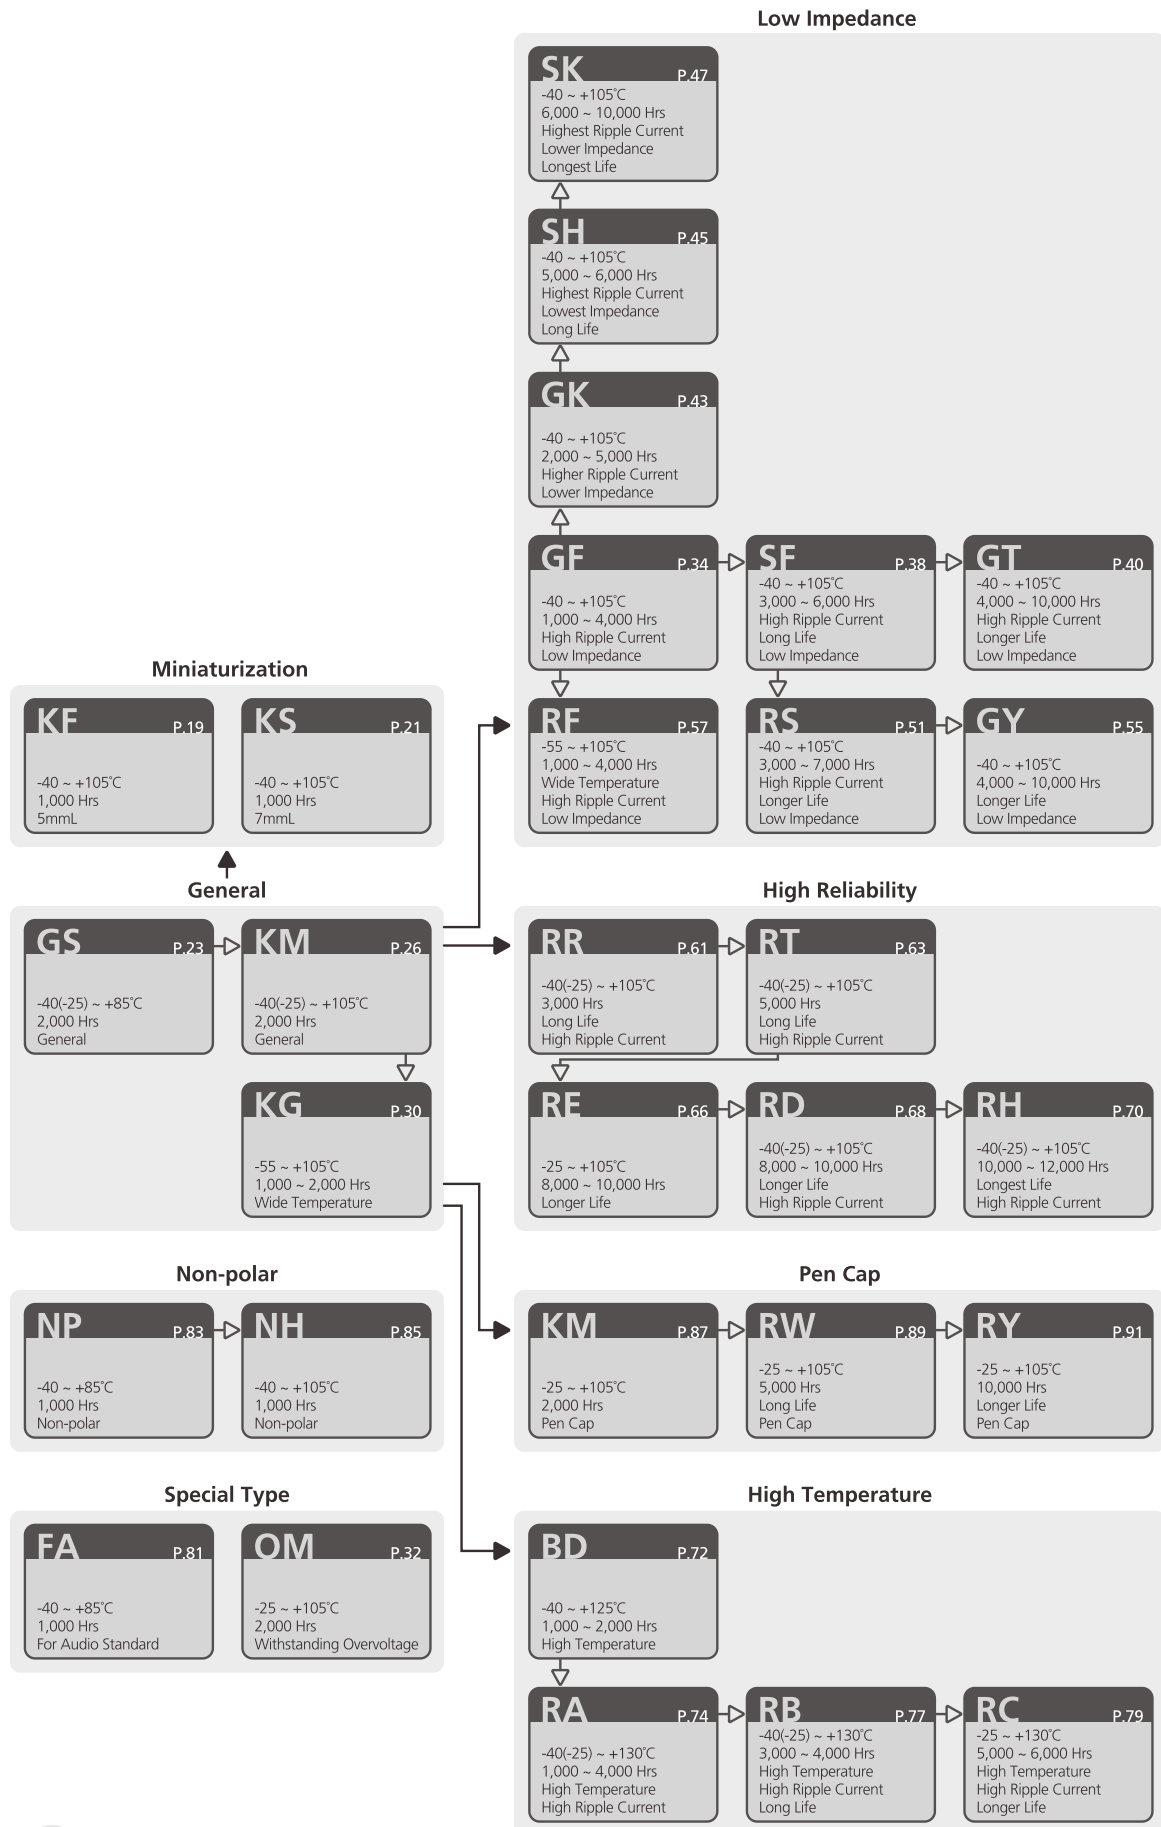 Low Impedance
SK P.47
-40 ~ +105˚C
6,000 ~ 10,000 Hrs
Highest Ripple Current
Lower Impedance
Longest Life
SH P.45
-40 ~ +105˚C
5,000 ~ 6,000 Hrs
Highest Ripple Current
Lowest Impedance
Long Life
GK P.43
-40 ~ +105˚C
2,000 ~ 5,000 Hrs
Higher Ripple Current
Lower Impedance
GF P.34
-40 ~ +105˚C
1,000 ~ 4,000 Hrs
High Ripple Current
Low Impedance
SF P.38
-40 ~ +105˚C
3,000 ~ 6,000 Hrs
High Ripple Current
Long Life
Low Impedance
GT P.40
-40 ~ +105˚C
4,000 ~ 10,000 Hrs
High Ripple Current
Longer Life
Low Impedance
RF P.57
-55 ~ +105˚C
1,000 ~ 4,000 Hrs
Wide Temperature
High Ripple Current
Low Impedance
RS P.51
-40 ~ +105˚C
3,000 ~ 7,000 Hrs
High Ripple Current
Longer Life
Low Impedance
GY P.55
-40 ~ +105˚C
4,000 ~ 10,000 Hrs
Longer Life
Low Impedance
Miniaturization
KF P.19
-40 ~ +105˚C
1,000 Hrs
5mmL
KS P.21
-40 ~ +105˚C
1,000 Hrs
7mmL
General
GS P.23
-40(-25) ~ +85˚C
2,000 Hrs
General
KM P.26
-40(-25) ~ +105˚C
2,000 Hrs
General
KG P.30
-55 ~ +105˚C
1,000 ~ 2,000 Hrs
Wide Temperature
High Reliability
RR P.61
-40(-25) ~ +105˚C
3,000 Hrs
Long Life
High Ripple Current
RT P.63
-40(-25) ~ +105˚C
5,000 Hrs
Long Life
High Ripple Current
RE P.66
-25 ~ +105˚C
8,000 ~ 10,000 Hrs
Longer Life
RD P.68
-40(-25) ~ +105˚C
8,000 ~ 10,000 Hrs
Longer Life
High Ripple Current
RH P.70
-40(-25) ~ +105˚C
10,000 ~ 12,000 Hrs
Longest Life
High Ripple Current
Non-polar
NP P.83
-40 ~ +85˚C
1,000 Hrs
Non-polar
NH P.85
-40 ~ +105˚C
1,000 Hrs
Non-polar
Pen Cap
KM P.87
-25 ~ +105˚C
2,000 Hrs
Pen Cap
RW P.89
-25 ~ +105˚C
5,000 Hrs
Long Life
Pen Cap
RY P.91
-25 ~ +105˚C
10,000 Hrs
Longer Life
Pen Cap
Special Type
FA P.81
-40 ~ +85˚C
1,000 Hrs
For Audio Standard
OM P.32
-25 ~ +105˚C
2,000 Hrs
Withstanding Overvoltage
High Temperature
BD P.72
-40 ~ +125˚C
1,000 ~ 2,000 Hrs
High Temperature
RA P.74
-40(-25) ~ +130˚C
1,000 ~ 4,000 Hrs
High Temperature
High Ripple Current
RB P.77
-40(-25) ~ +130˚C
3,000 ~ 4,000 Hrs
High Temperature
High Ripple Current
Long Life
RC P.79
-25 ~ +130˚C
5,000 ~ 6,000 Hrs
High Temperature
High Ripple Current
Longer Life